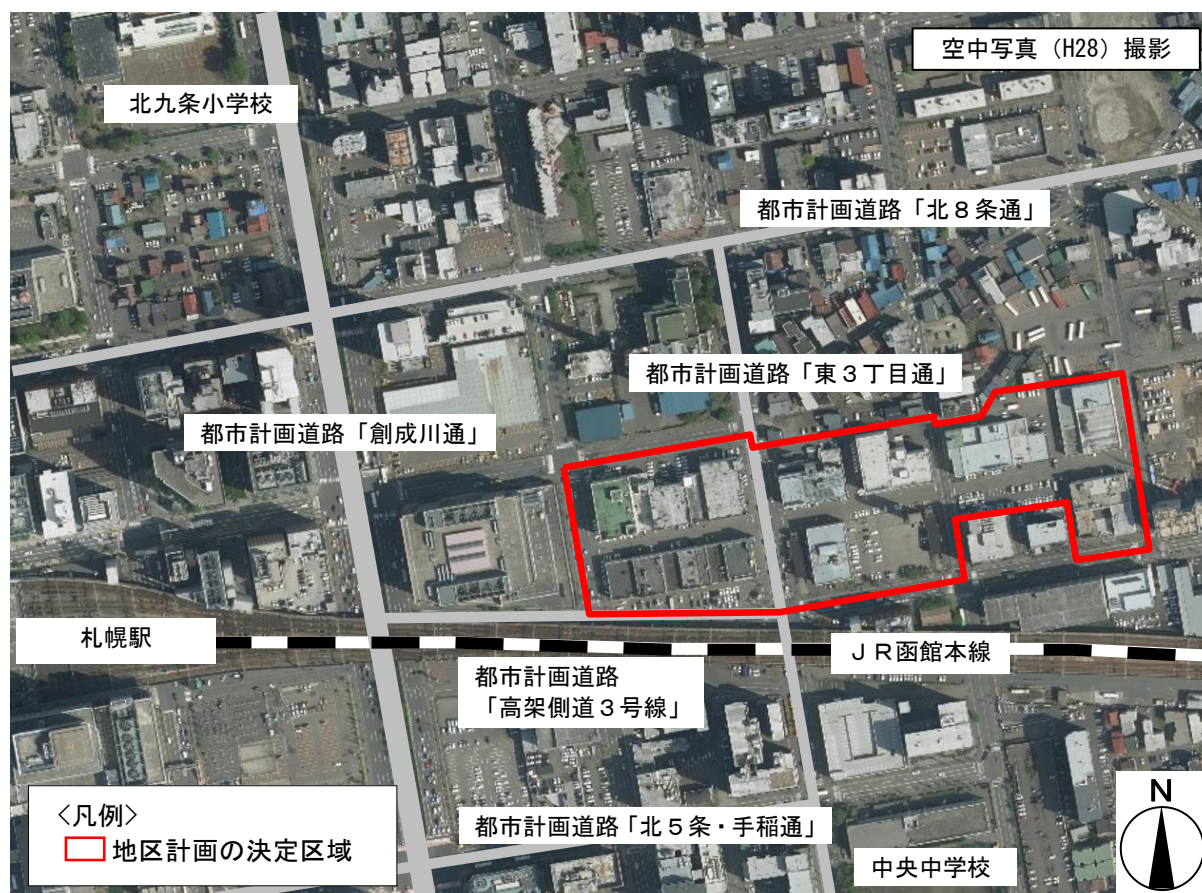 空中写真（H28）撮影
北九条小学校
都市計画道路「北８条通」
都市計画道路「東３丁目通」
都市計画道路「創成川通」
札幌駅
ＪＲ函館本線
都市計画道路
「高架側道３号線」
都市計画道路「北５条・手稲通」
中央中学校
N
〈凡例〉
地区計画の決定区域